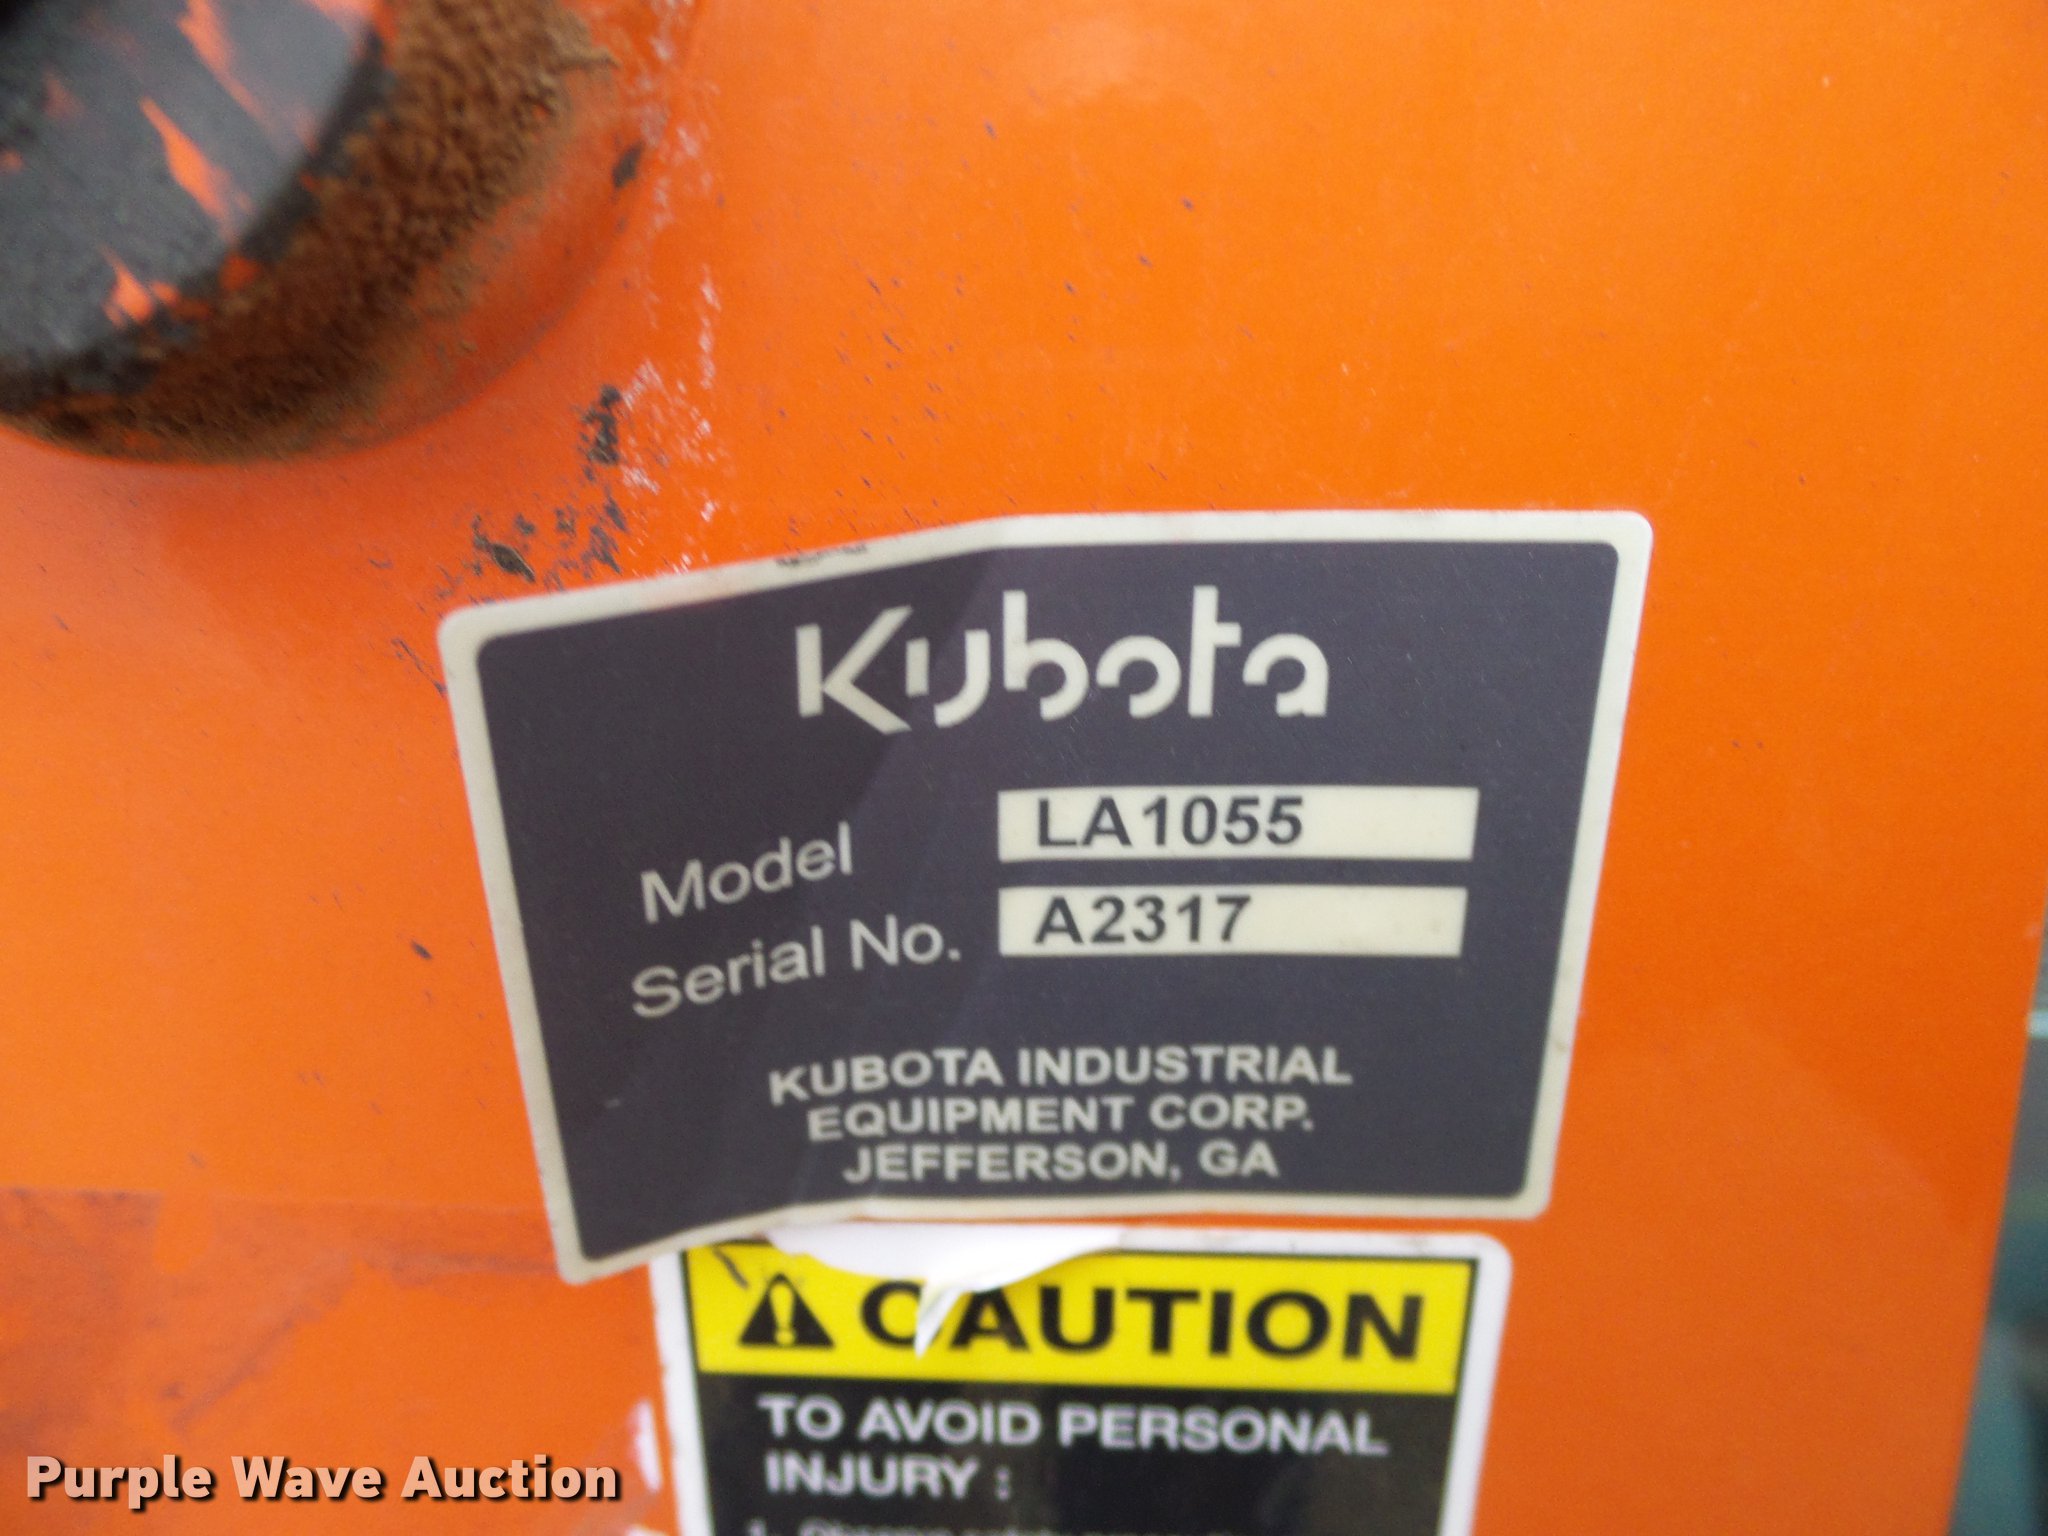 Kubota
Model LA1055
Serial No. A2317
KUBOTA INDUSTRIAL
EQUIPMENT CORP.
JEFFERSON, GA
CAUTION
TO AVOID PERSONAL
INJURY :
Purple Wave Auction